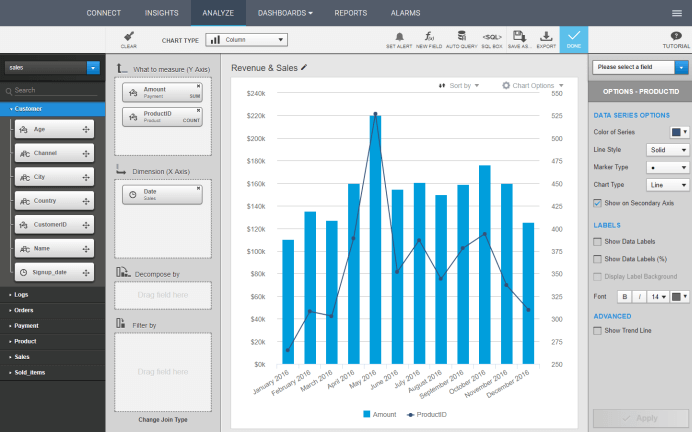 CONNECT INSIGHTS ANALYZE DASHBOARDS REPORTS ALARMS
CLEAR
CHART TYPE Column
SET ALERT NEW FIELD AUTO QUERY SQL BOX SAVE AS... EXPORT DONE
f(x) <SQL>
TUTORIAL
sales
Search
Customer
Age
Channel
City
Country
CustomerID
Name
Signup_date
Logs
Orders
Payment
Product
Sales
Sold_items
What to measure (Y Axis)
Amount
Payment SUM
ProductID
Product COUNT
Dimension (X Axis)
Date
Sales
Decompose by
Drag field here
Filter by
Drag field here
Change Join Type
Revenue & Sales
Sort by Chart Options
$240k 550
$220k 525
$200k 500
$180k 475
$160k 450
$140k 425
$120k 400
$100k 375
$80k 350
$60k 325
$40k 300
$20k 275
$0k 250
January 2016 February 2016 March 2016 April 2016 May 2016 June 2016 July 2016 August 2016 September 2016 October 2016 November 2016 December 2016
Amount ProductID
Please select a field
OPTIONS - PRODUCTID
DATA SERIES OPTIONS
Color of Series
Line Style Solid
Marker Type
Chart Type Line
Show on Secondary Axis
LABELS
Show Data Labels
Show Data Labels (%)
Display Label Background
Font B I 14
ADVANCED
Show Trend Line
Apply